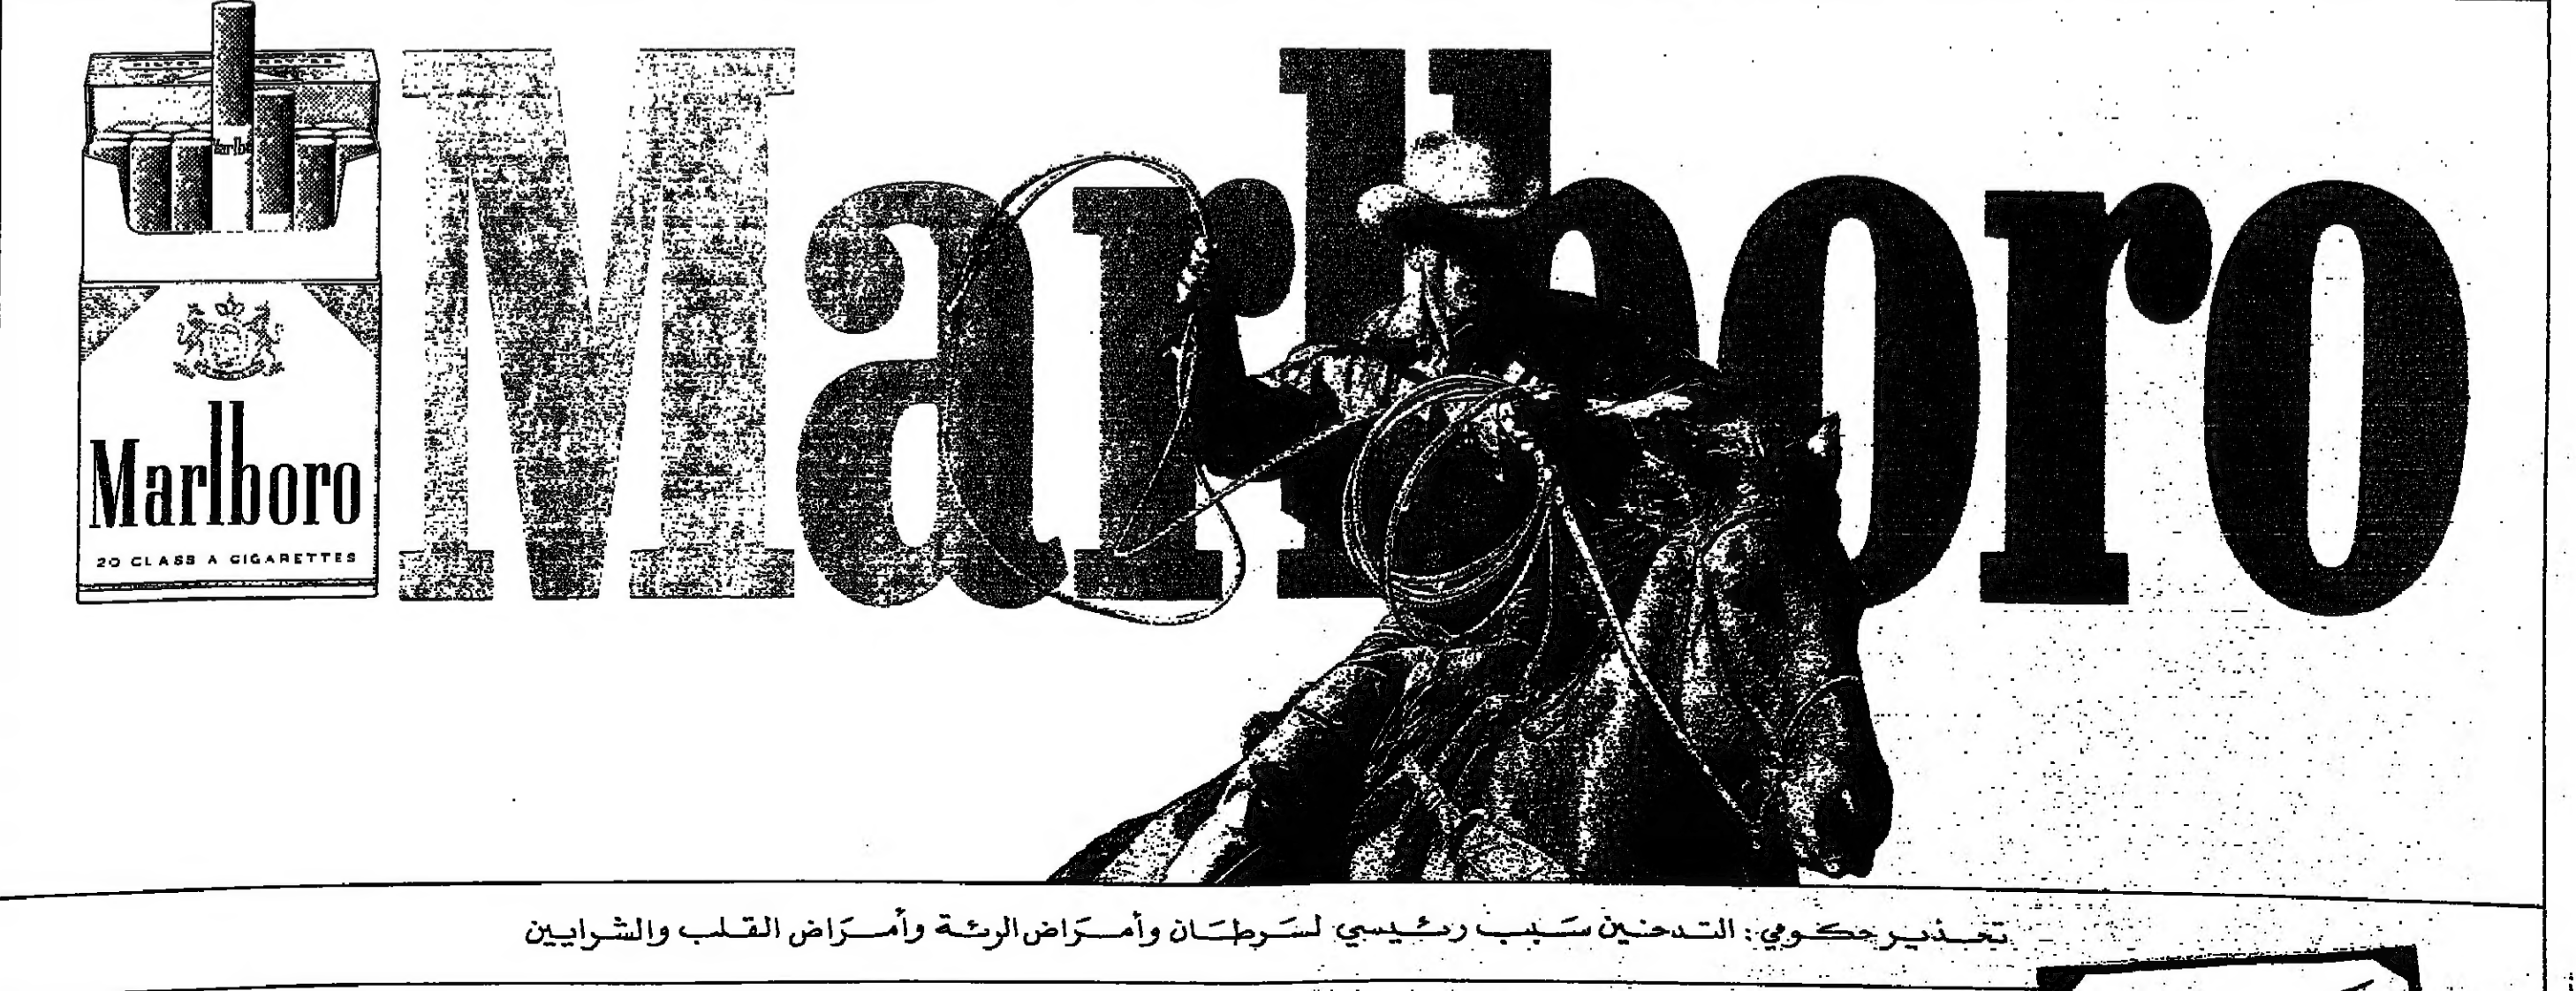 Marlboro
Marlboro
20 CLASS A CIGARETTES
تحذير حكومي: التدخين سبب رئيسي لسرطان وأمراض الرئة وأمراض القلب والشرايين